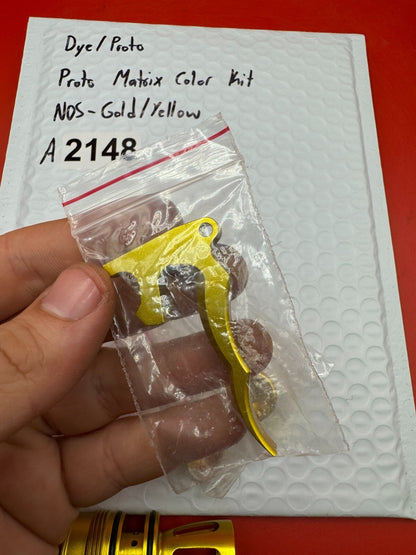 Dye/Proto
Proto Matrix Color Kit
NOS-Gold/Yellow
A 2148